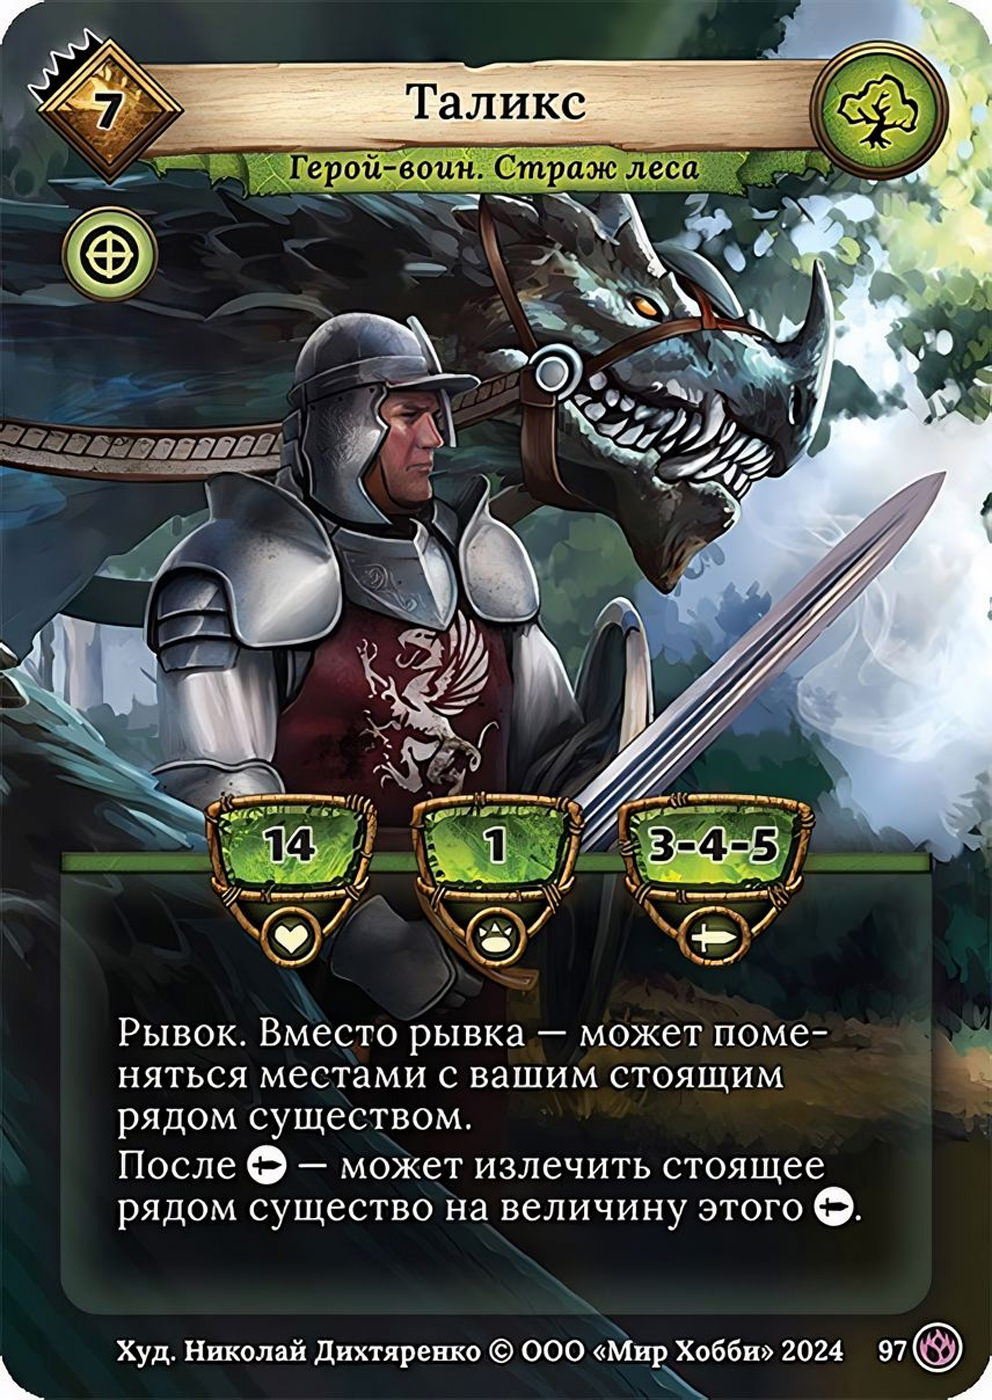 7
Таликс
Герой-воин. Страж леса
14
1
3-4-5
Рывок. Вместо рывка — может поме-
няться местами с вашим стоящим
рядом существом.
После — может излечить стоящее
рядом существо на величину этого .
Худ. Николай Дихтяренко © ООО «Мир Хобби» 2024 97